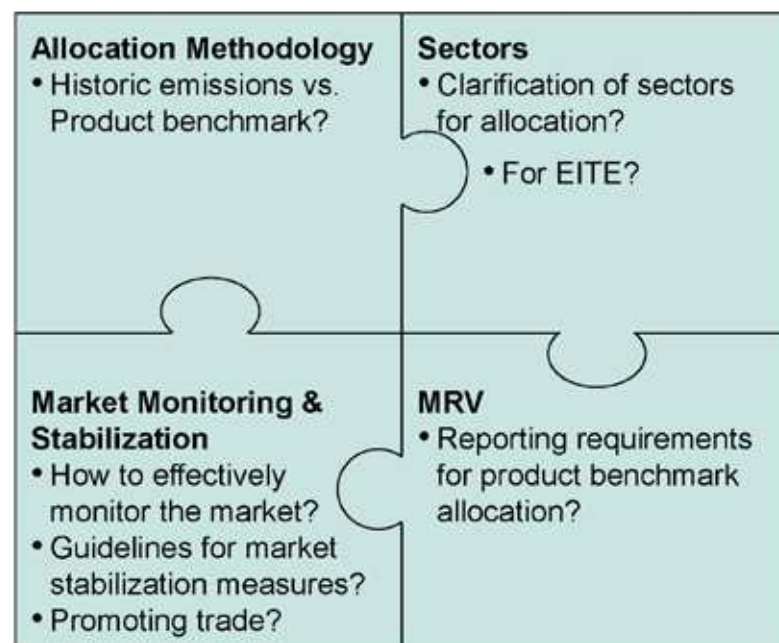 Allocation Methodology
• Historic emissions vs.
Product benchmark?
Sectors
• Clarification of sectors
for allocation?
• For EITE?
Market Monitoring &
Stabilization
• How to effectively
monitor the market?
• Guidelines for market
stabilization measures?
• Promoting trade?
MRV
• Reporting requirements
for product benchmark
allocation?